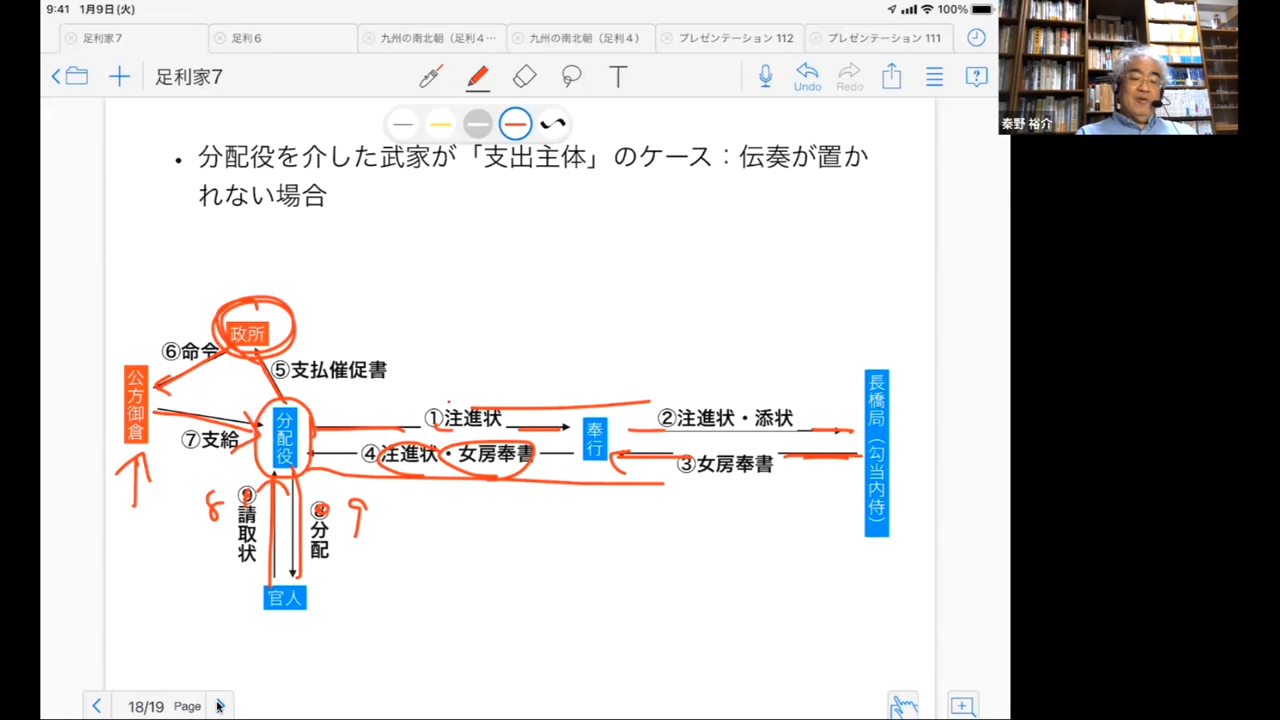 9:41 1月9日(火)
100%
足利家7
足利6
九州の南北朝（足利4…
九州の南北朝（足利4）
プレゼンテーション 112
プレゼンテーション 111
足利家7
T
Undo
Redo
秦野 裕介
• 分配役を介した武家が「支出主体」のケース：伝奏が置か
れない場合
政所
⑥命令
⑤支払催促書
公方御倉
分配役
①注進状
奉行
②注進状・添状
長橋局（勾当内侍）
⑦支給
④注進状・女房奉書
③女房奉書
8
⑨請取状
⑧分配
9
官人
18/19 Page